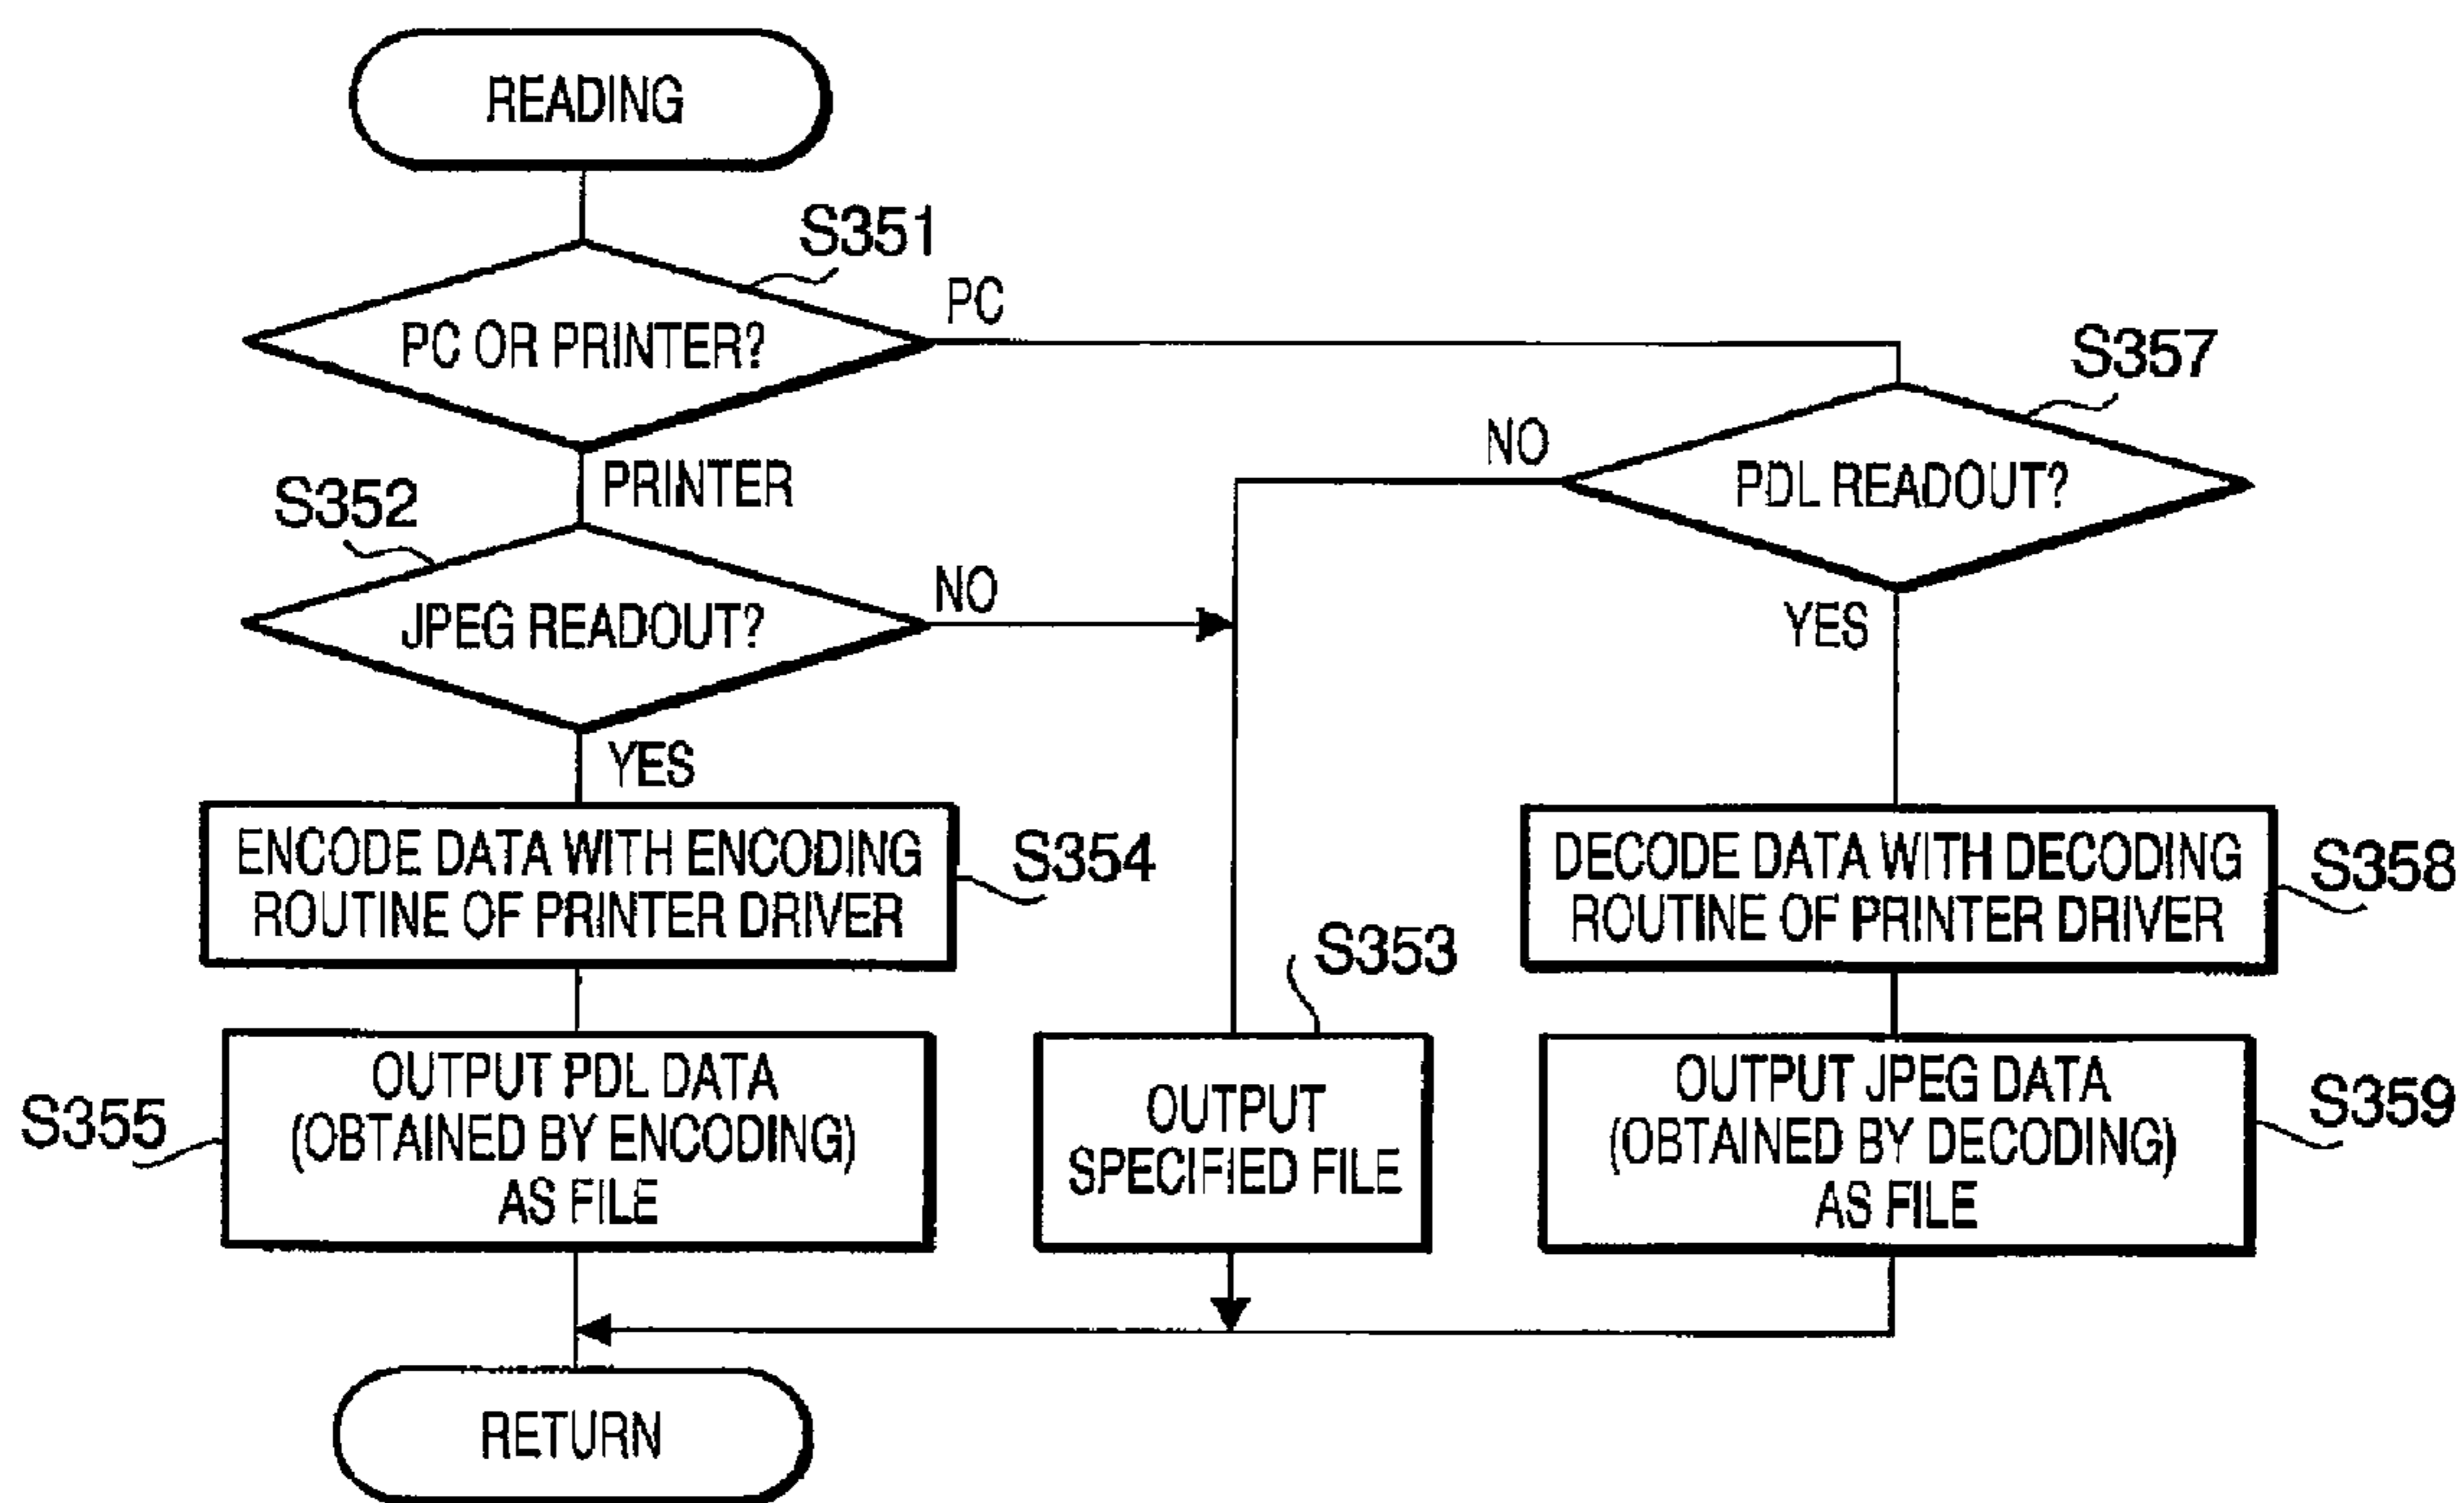 READING
S351
PC OR PRINTER?
PC
PRINTER
S357
PDL READOUT?
NO
YES
S352
JPEG READOUT?
NO
YES
ENCODE DATA WITH ENCODING
ROUTINE OF PRINTER DRIVER
S354
DECODE DATA WITH DECODING
ROUTINE OF PRINTER DRIVER
S358
S353
OUTPUT PDL DATA
(OBTAINED BY ENCODING)
AS FILE
S355
OUTPUT
SPECIFIED FILE
OUTPUT JPEG DATA
(OBTAINED BY DECODING)
AS FILE
S359
RETURN